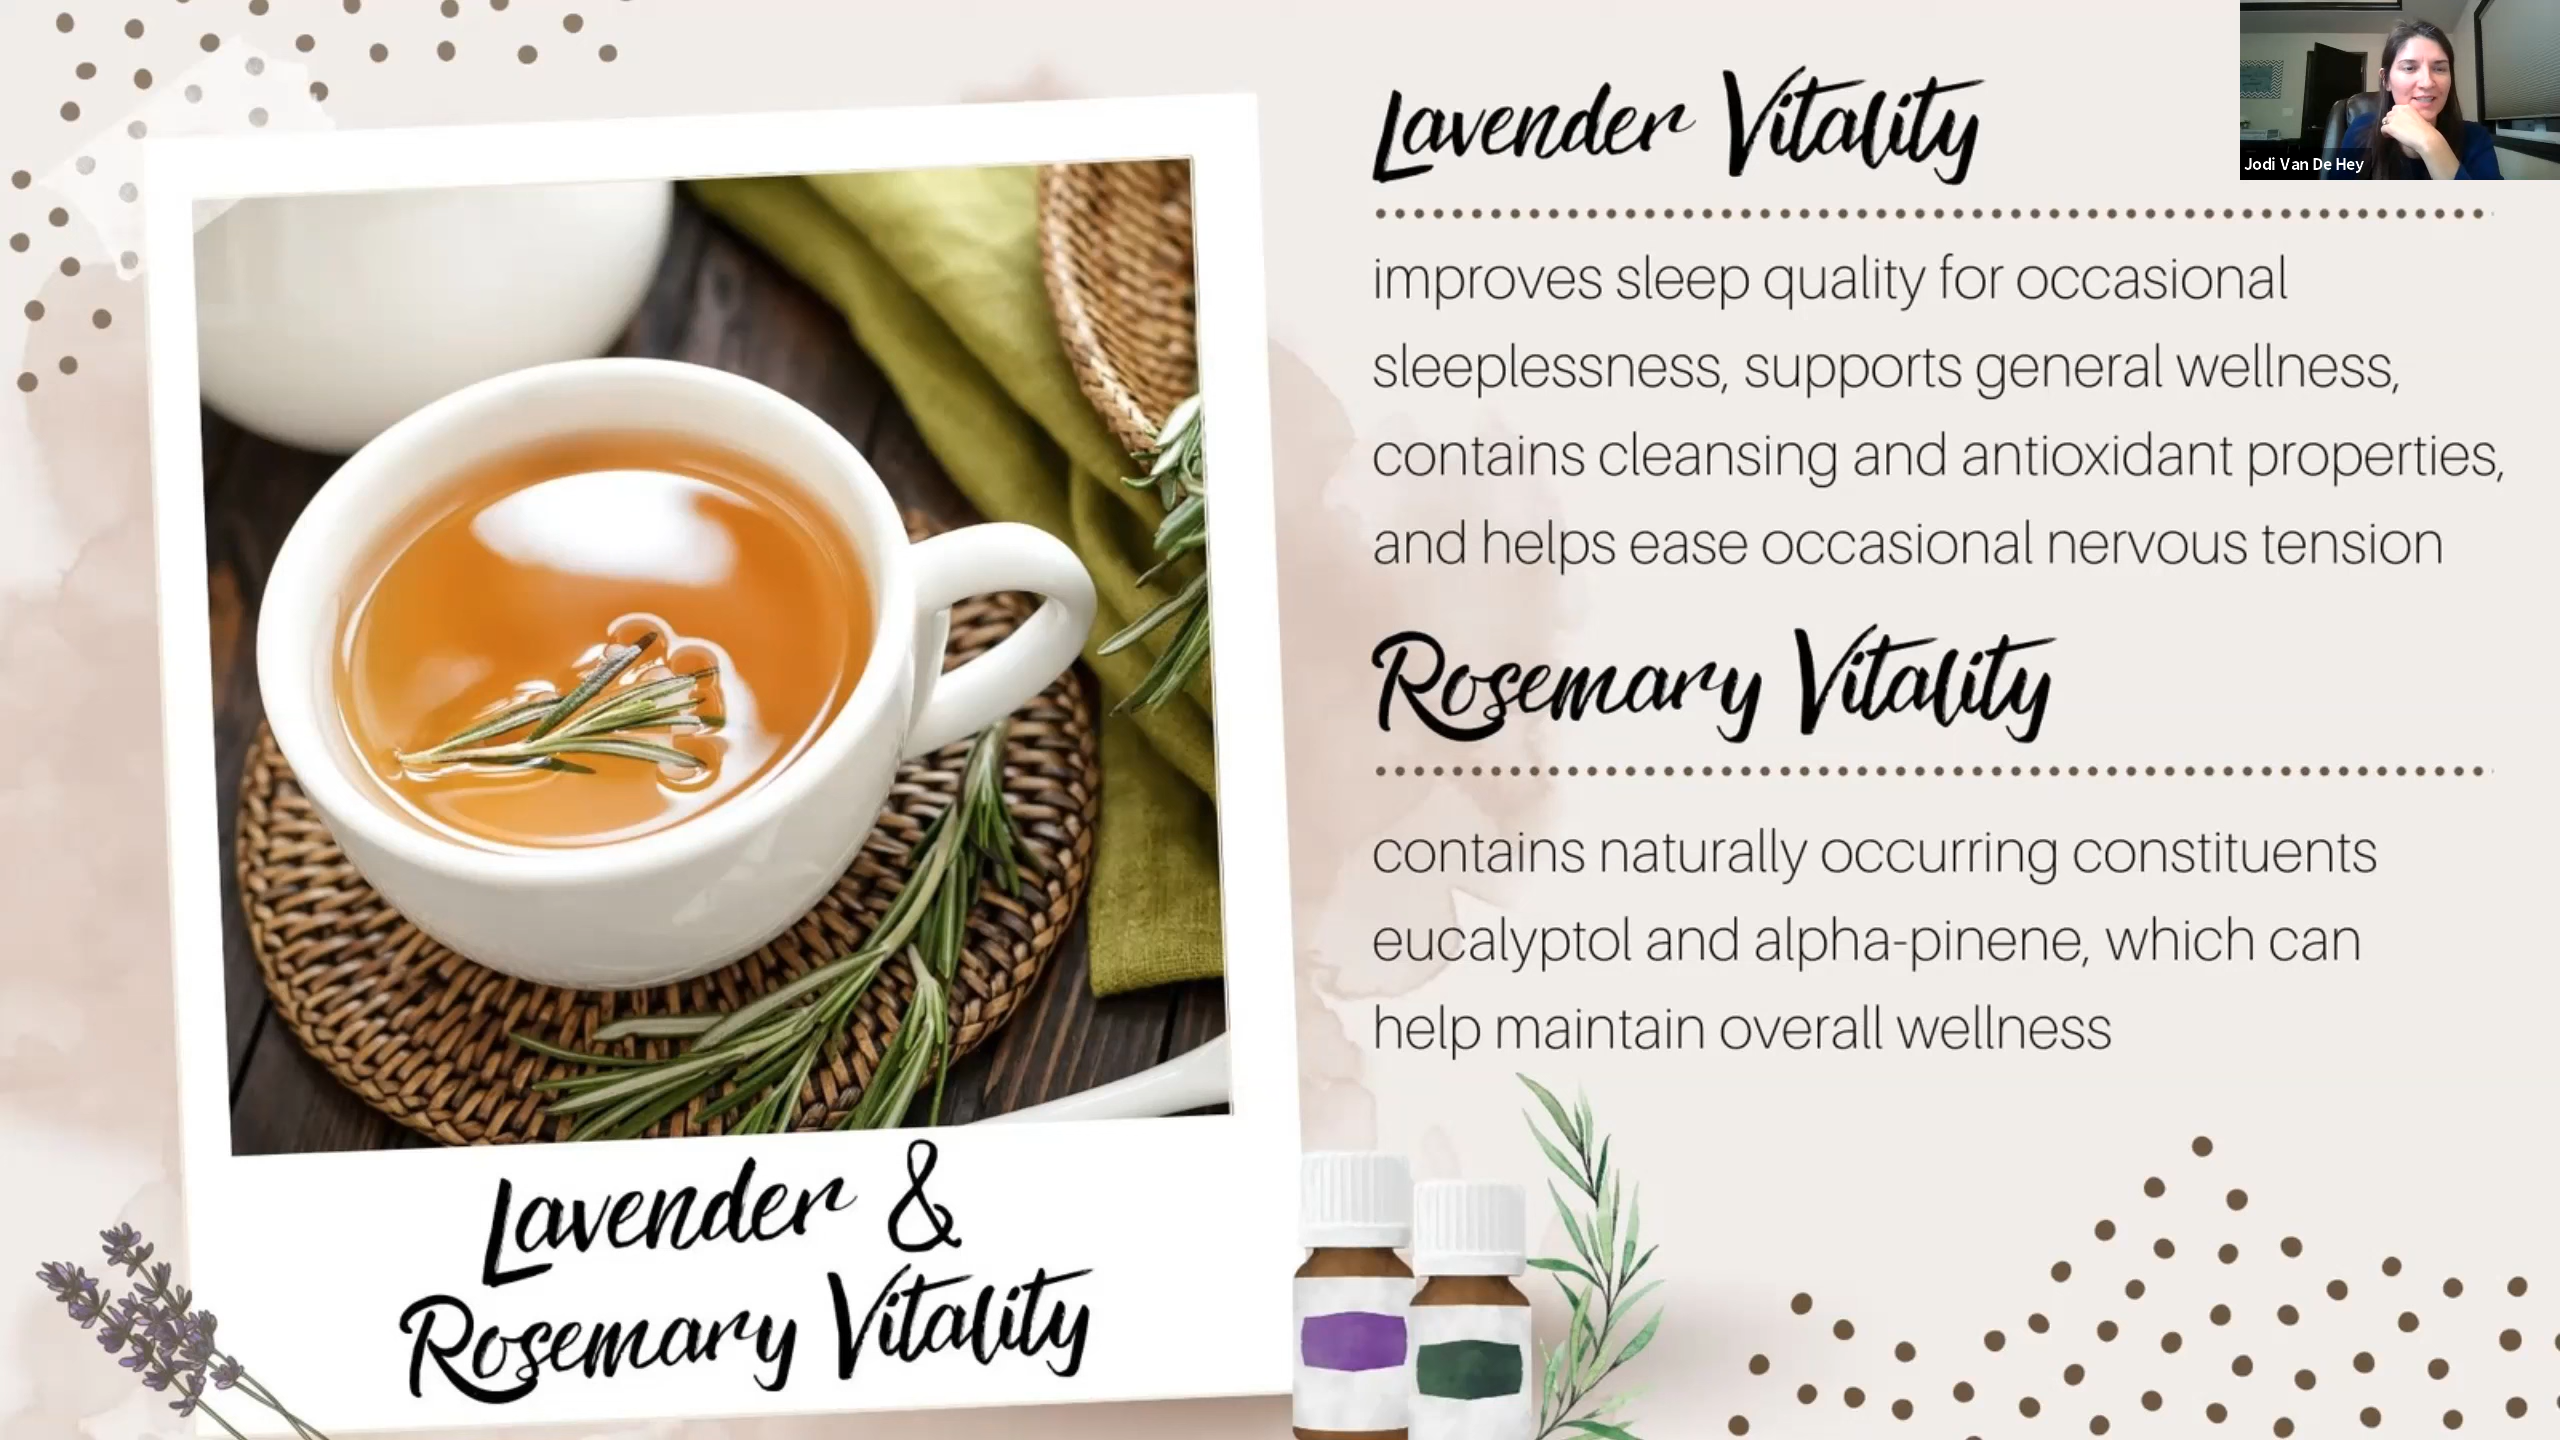 Lavender Vitality
improves sleep quality for occasional
sleeplessness, supports general wellness,
contains cleansing and antioxidant properties,
and helps ease occasional nervous tension
Rosemary Vitality
contains naturally occurring constituents
eucalyptol and alpha-pinene, which can
help maintain overall wellness
Lavender &
Rosemary Vitality
Jodi Van De Hey